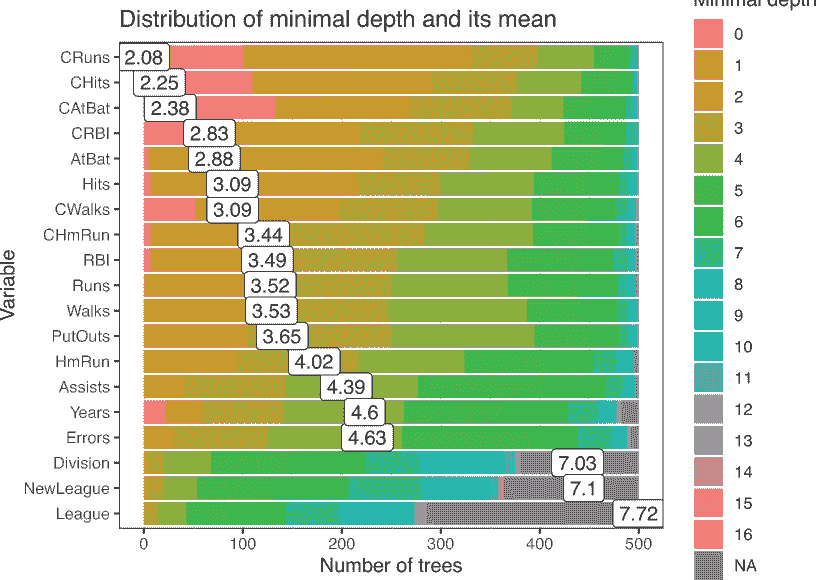 Distribution of minimal depth and its mean
Minimal depth
CRuns 2.08
CHits 2.25
CAtBat 2.38
CRBI 2.83
AtBat 2.88
Hits 3.09
CWalks 3.09
CHmRun 3.44
RBI 3.49
Runs 3.52
Walks 3.53
PutOuts 3.65
HmRun 4.02
Assists 4.39
Years 4.6
Errors 4.63
Division 7.03
NewLeague 7.1
League 7.72
Variable
0 100 200 300 400 500
Number of trees
0
1
2
3
4
5
6
7
8
9
10
11
12
13
14
15
16
NA